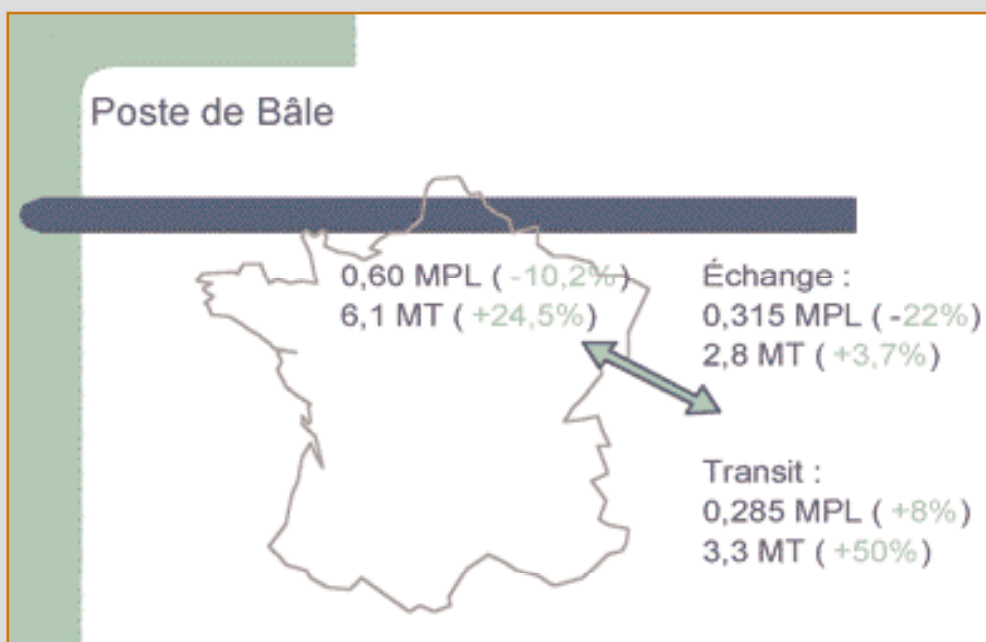 Poste de Bâle
0,60 MPL ( -10,2% )
6,1 MT ( +24,5% )
Échange :
0,315 MPL ( -22% )
2,8 MT ( +3,7% )
Transit :
0,285 MPL ( +8% )
3,3 MT ( +50% )